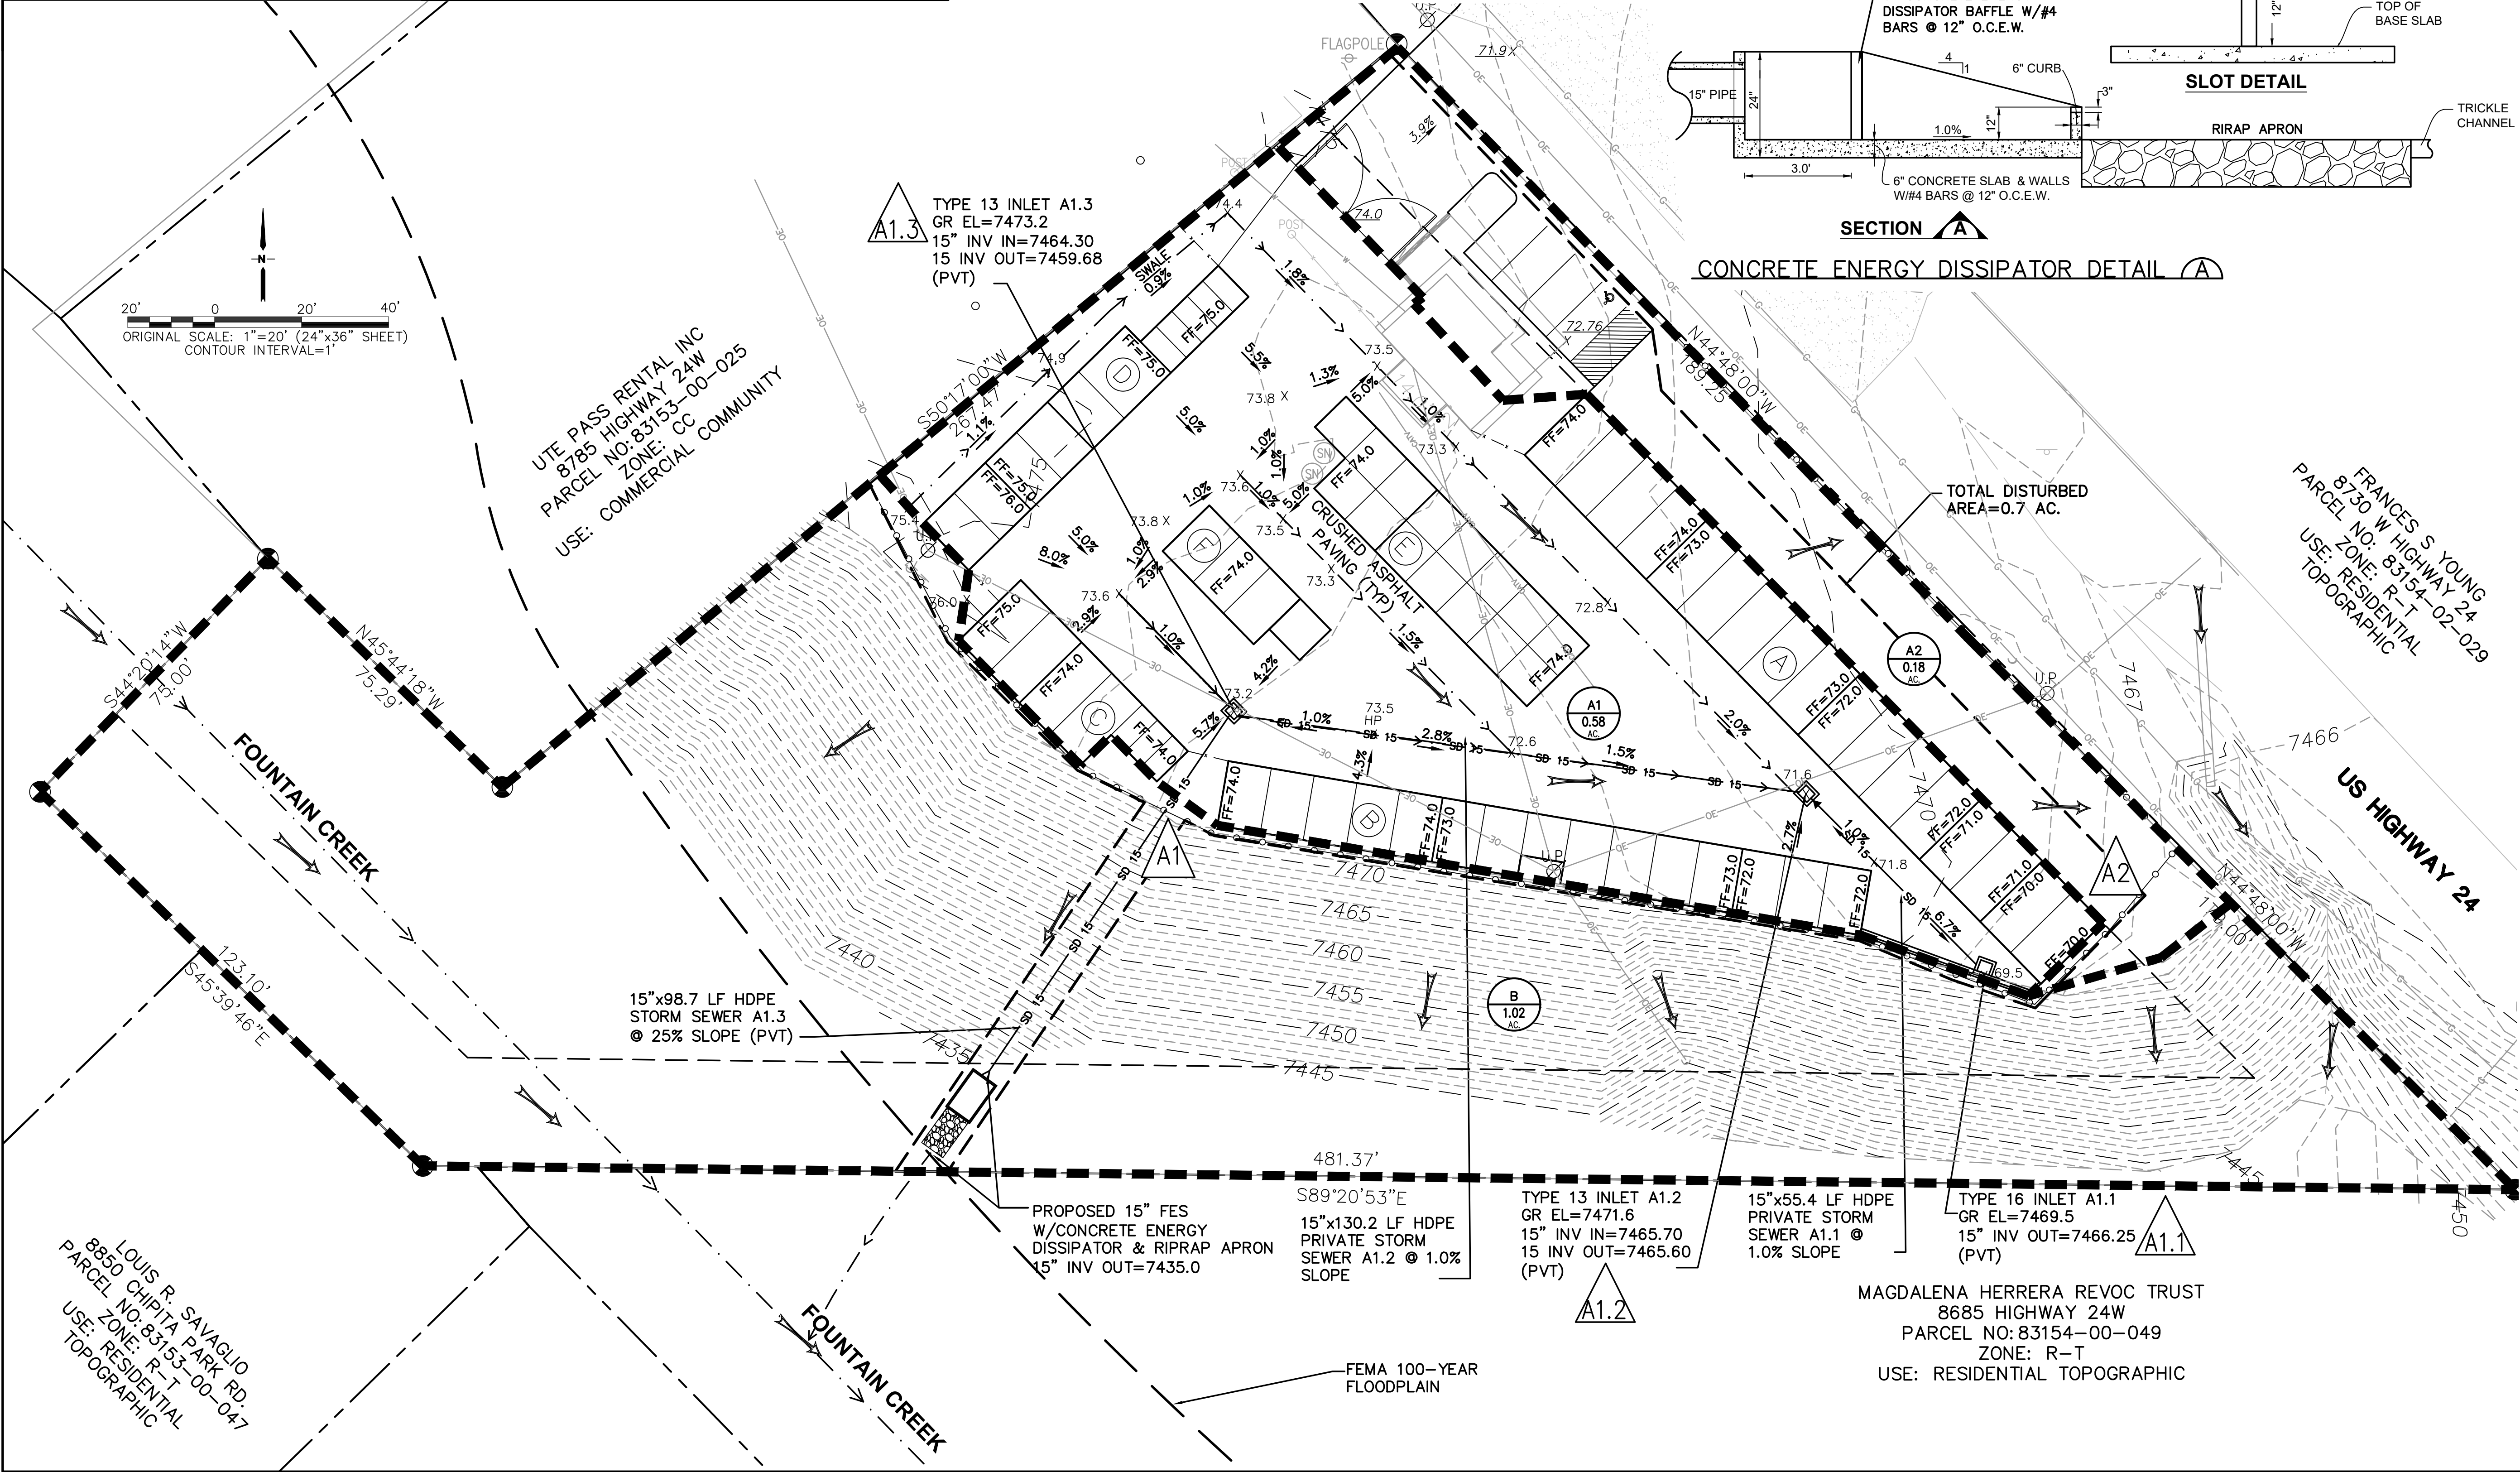 DISSIPATOR BAFFLE W/#4
BARS @ 12" O.C.E.W.
12"
TOP OF
BASE SLAB
SLOT DETAIL
15" PIPE
24"
4
1
6" CURB
3"
12"
1.0%
3.0'
6" CONCRETE SLAB & WALLS
W/#4 BARS @ 12" O.C.E.W.
RIRAP APRON
TRICKLE
CHANNEL
SECTION A
CONCRETE ENERGY DISSIPATOR DETAIL A
-N-
20' 0 20' 40'
ORIGINAL SCALE: 1"=20' (24"x36" SHEET)
CONTOUR INTERVAL=1'
UTE PASS RENTAL INC
8785 HIGHWAY 24W
PARCEL NO: 83153-00-025
ZONE: CC
USE: COMMERCIAL COMMUNITY
A1.3
TYPE 13 INLET A1.3
GR EL=7473.2
15" INV IN=7464.30
15 INV OUT=7459.68
(PVT)
FLAGPOLE
U.P.
71.9X
3.9%
POST
POST
74.4
74.0
72.76
SWALE
0.9%
1.8%
S50°17'00"W
267.47'
1.1%
74.9
FF=75.0
FF=75.0
D
FF=75.0
FF=76.0
75
75.4
U.P.
76.0 X
5.5%
1.3%
73.5
5.0%
73.8 X
5.0%
1.0%
1.0%
1.0%
73.3
SN
SN
73.6
1.0%
5.0%
73.5
1.0%
73.8 X
1.0%
2.9%
5.0%
8.0%
73.6 X
2.9%
1.0%
F
FF=74.0
73.3
CRUSHED ASPHALT
PAVING (TYP)
FF=74.0
E
FF=74.0
1.5%
72.8
FF=74.0
FF=74.0
FF=73.0
A
FF=73.0
FF=72.0
FF=72.0
FF=71.0
FF=71.0
FF=70.0
FF=70.0
FF=75.0
FF=74.0
C
FF=74.0
4.2%
73.2
5.7%
1.0%
73.5
HP
2.8%
72.6
1.5%
2.0%
71.6
SD 15
4.3%
FF=74.0
B
FF=74.0
FF=73.0
FF=73.0
FF=72.0
FF=72.0
U.P.
2.7%
1.0%
71.8
6.7%
69.5
A1
0.58
AC.
A2
0.18
AC.
B
1.02
AC.
TOTAL DISTURBED
AREA=0.7 AC.
N44°48'00"W
189.25'
N44°48'00"W
U.P.
A1
A2
7467
7466
7470
US HIGHWAY 24
FRANCES S YOUNG
8730 W HIGHWAY 24
PARCEL NO: 83154-02-029
ZONE: R-T
USE: RESIDENTIAL
TOPOGRAPHIC
S44°20'14"W
75.00'
N45°44'18"W
75.29'
FOUNTAIN CREEK
123.10'
S45°39'46"E
7470
7465
7460
7455
7450
7445
7440
7435
7445
7450
15"x98.7 LF HDPE
STORM SEWER A1.3
@ 25% SLOPE (PVT)
481.37'
S89°20'53"E
PROPOSED 15" FES
W/CONCRETE ENERGY
DISSIPATOR & RIPRAP APRON
15" INV OUT=7435.0
15"x130.2 LF HDPE
PRIVATE STORM
SEWER A1.2 @ 1.0%
SLOPE
TYPE 13 INLET A1.2
GR EL=7471.6
15" INV IN=7465.70
15 INV OUT=7465.60
(PVT)
A1.2
15"x55.4 LF HDPE
PRIVATE STORM
SEWER A1.1 @
1.0% SLOPE
TYPE 16 INLET A1.1
GR EL=7469.5
15" INV OUT=7466.25
(PVT)
A1.1
MAGDALENA HERRERA REVOC TRUST
8685 HIGHWAY 24W
PARCEL NO: 83154-00-049
ZONE: R-T
USE: RESIDENTIAL TOPOGRAPHIC
LOUIS R. SAVAGLIO
8850 CHIPITA PARK RD.
PARCEL NO: 83153-00-047
ZONE: R-T
USE: RESIDENTIAL
TOPOGRAPHIC
FOUNTAIN CREEK
FEMA 100-YEAR
FLOODPLAIN